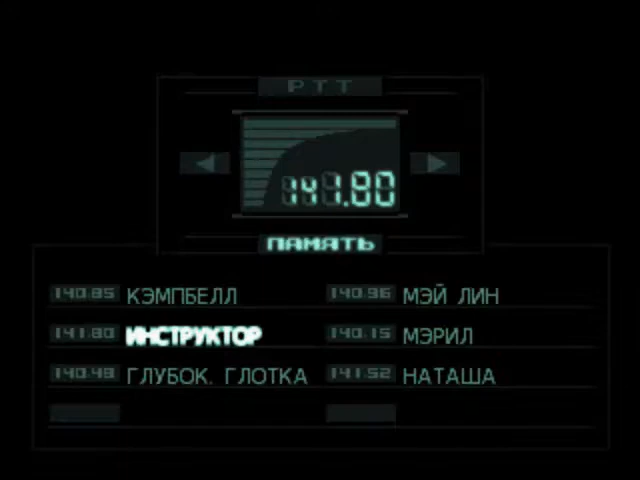 PTT
141.80
ПАМЯТЬ
140.85 КЭМПБЕЛЛ 140.96 МЭЙ ЛИН
141.80 ИНСТРУКТОР 140.15 МЭРИЛ
140.48 ГЛУБОК. ГЛОТКА 141.52 НАТАША